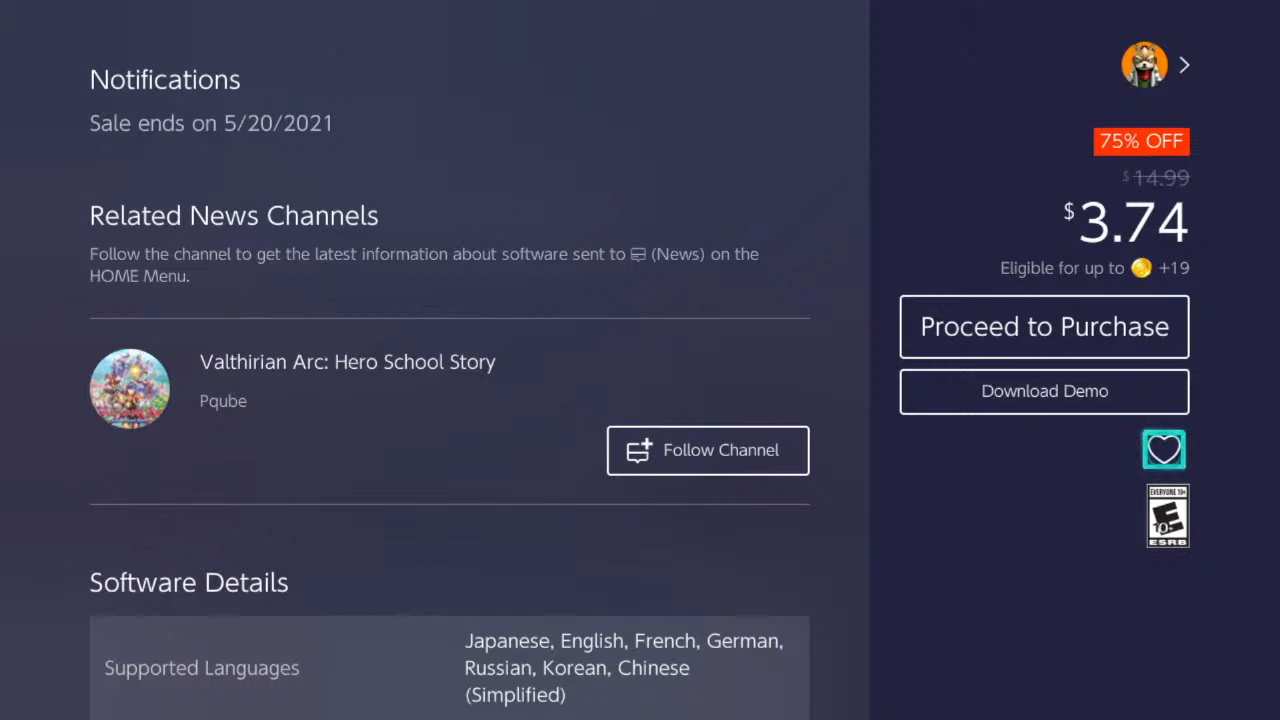 Notifications
Sale ends on 5/20/2021
Related News Channels
Follow the channel to get the latest information about software sent to (News) on the
HOME Menu.
Valthirian Arc: Hero School Story
Pqube
Follow Channel
Software Details
Supported Languages
Japanese, English, French, German,
Russian, Korean, Chinese
(Simplified)
75% OFF
$14.99
$3.74
Eligible for up to +19
Proceed to Purchase
Download Demo
EVERYONE 10+
E
10+
ESRB